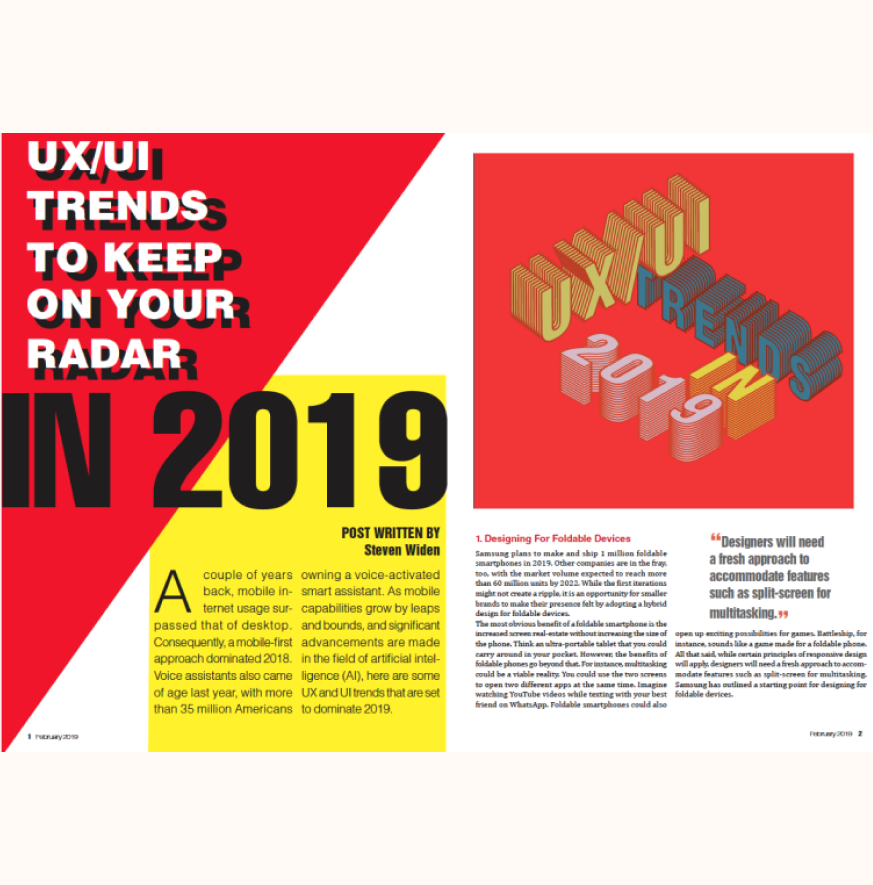 UX/UI
TRENDS
TO KEEP
ON YOUR
RADAR
IN 2019
POST WRITTEN BY
Steven Widen
A couple of years
back, mobile in-
ternet usage sur-
passed that of desktop.
Consequently, a mobile-first
approach dominated 2018.
Voice assistants also came
of age last year, with more
than 35 million Americans
owning a voice-activated
smart assistant. As mobile
capabilities grow by leaps
and bounds, and significant
advancements are made
in the field of artificial intel-
ligence (AI), here are some
UX and UI trends that are set
to dominate 2019.
1 February 2019
UX/UI
TRENDS
IN
2019
1. Designing For Foldable Devices
Samsung plans to make and ship 1 million foldable
smartphones in 2019. Other companies are in the fray,
too, with the market volume expected to reach more
than 60 million units by 2022. While the first iterations
might not create a ripple, it is an opportunity for smaller
brands to make their presence felt by adopting a hybrid
design for foldable devices.
The most obvious benefit of a foldable smartphone is the
increased screen real-estate without increasing the size of
the phone. Think an ultra-portable tablet that you could
carry around in your pocket. However, the benefits of
foldable phones go beyond that. For instance, multitasking
could be a viable reality. You could use the two screens
to open two different apps at the same time. Imagine
watching YouTube videos while texting with your best
friend on WhatsApp. Foldable smartphones could also
“Designers will need
a fresh approach to
accommodate features
such as split-screen for
multitasking.”
open up exciting possibilities for games. Battleship, for
instance, sounds like a game made for a foldable phone.
All that said, while certain principles of responsive design
will apply, designers will need a fresh approach to accom-
modate features such as split-screen for multitasking.
Samsung has outlined a starting point for designing for
foldable devices.
February 2019 2